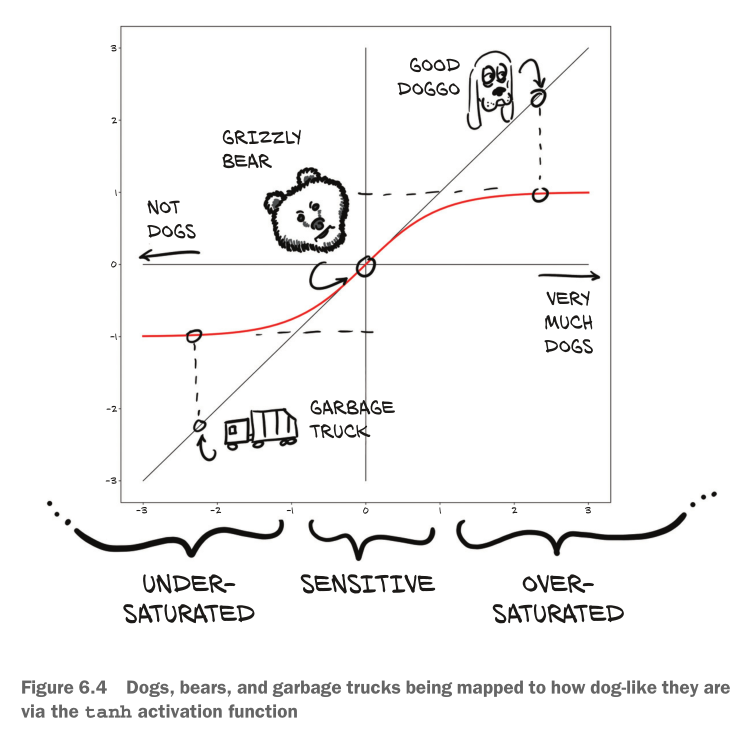 3
2
1
0
-1
-2
-3
GOOD
DOGGO
GRIZZLY
BEAR
NOT
DOGS
VERY
MUCH
DOGS
GARBAGE
TRUCK
-3
-2
-1
0
1
2
3
UNDER-
SATURATED
SENSITIVE
OVER-
SATURATED
Figure 6.4 Dogs, bears, and garbage trucks being mapped to how dog-like they are
via the tanh activation function